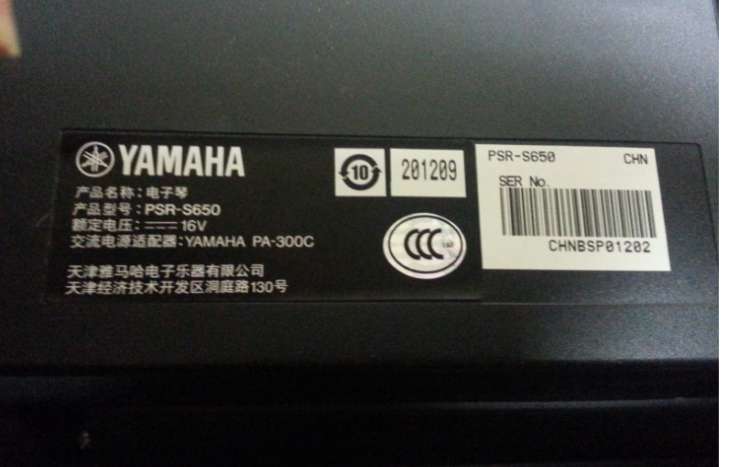 YAMAHA
产品名称:电子琴
产品型号:PSR-S650
额定电压: 16V
交流电源适配器:YAMAHA PA-300C
天津雅马哈电子乐器有限公司
天津经济技术开发区洞庭路130号
10
201209
CCC
PSR-S650 CHN
SER No.
CHNBSP01202